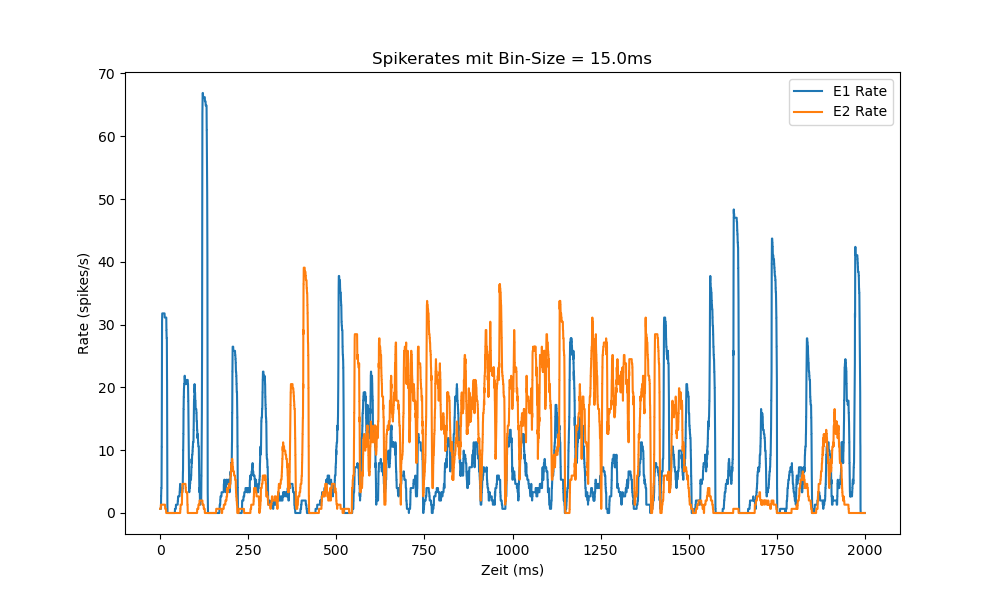 Spikerates mit Bin-Size = 15.0ms
Rate (spikes/s)
70
60
50
40
30
20
10
0
E1 Rate
E2 Rate
0 250 500 750 1000 1250 1500 1750 2000
Zeit (ms)